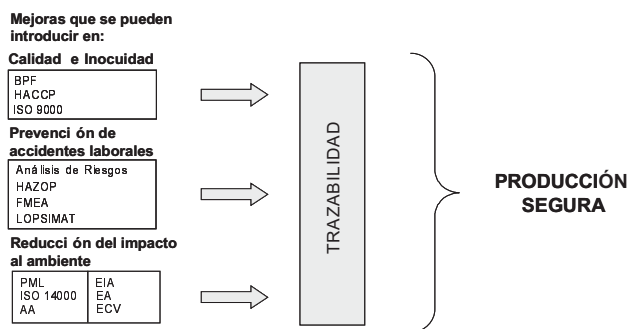 Mejoras que se pueden
introducir en:
Calidad e Inocuidad
BPF
HACCP
ISO 9000
Prevenci ón de
accidentes laborales
Análisis de Riesgos
HAZOP
FMEA
LOPSIMAT
Reducci ón del impacto
al ambiente
PML
ISO 14000
AA
EIA
EA
ECV
TRAZABILIDAD
PRODUCCIÓN
SEGURA